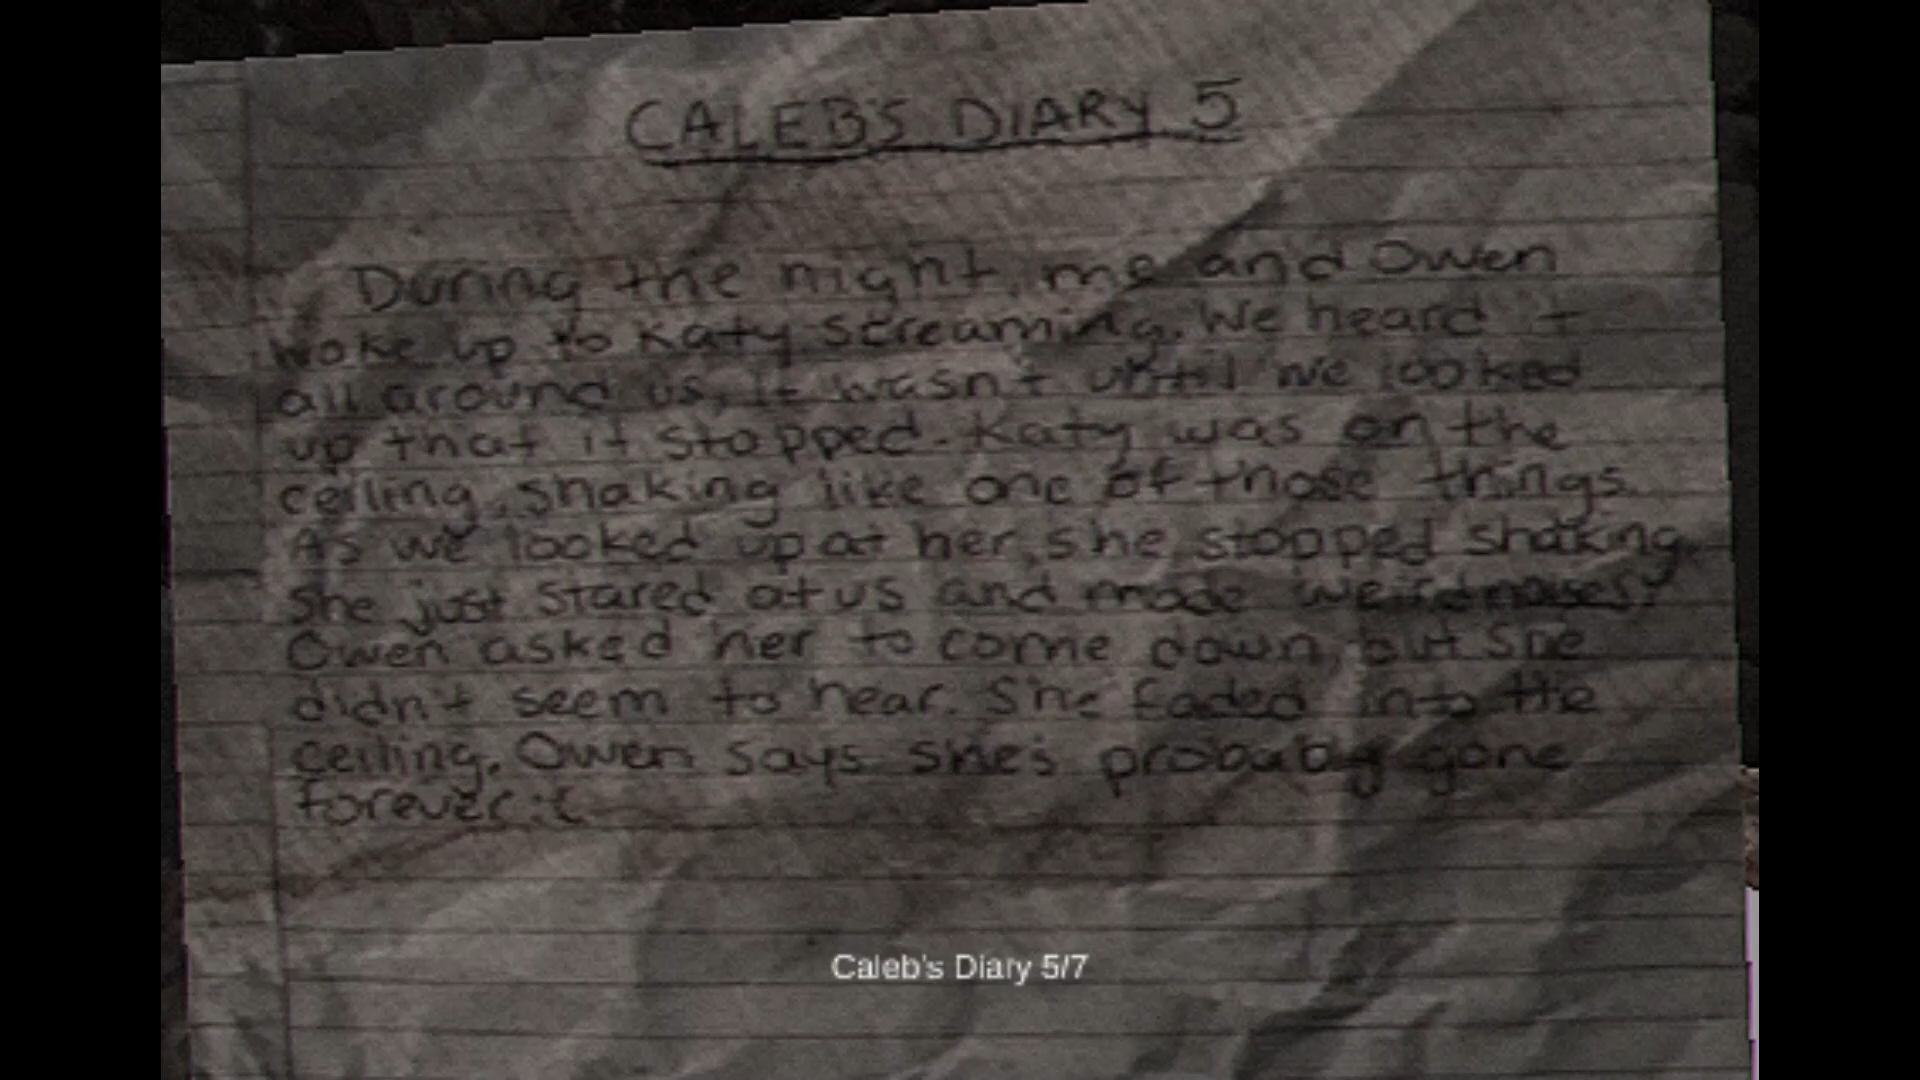 CALEB'S DIARY 5
During the night, me and Owen
woke up to Katy screaming. We heard it
all around us, it wasn't until we looked
up that it stopped. Katy was on the
ceiling, shaking like one of those things.
As we looked up at her, she stopped shaking.
She just stared at us and made weird noises.
Owen asked her to come down, but she
didn't seem to hear. She faded into the
ceiling. Owen says she's probably gone
forever :(
Caleb's Diary 5/7